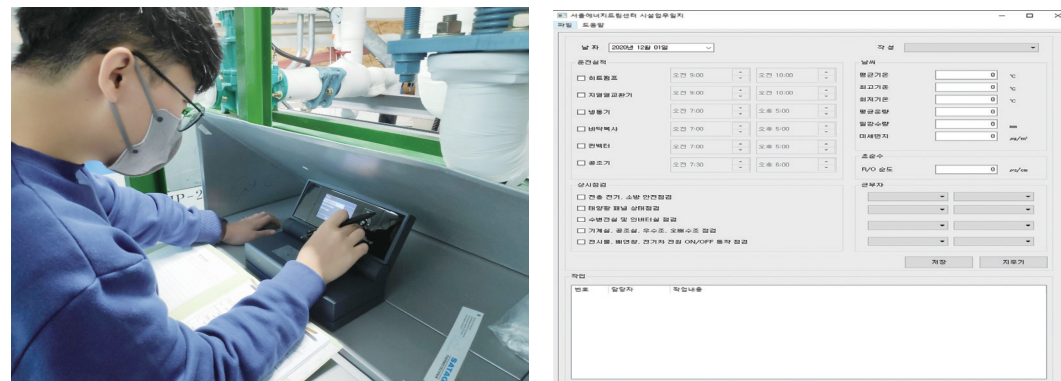 서울에너지드림센터 시설업무일지
파일 도움말
날 자 2020년 12월 01일
작 성
운전실적
히트펌프 오전 9:00 오전 10:00
지열열교환기 오전 9:00 오전 10:00
냉동기 오전 7:00 오후 5:00
바닥복사 오전 7:00 오후 5:00
컨벡터 오전 7:00 오후 5:00
공조기 오전 7:30 오후 6:00
날씨
평균기온 0 ℃
최고기온 0 ℃
최저기온 0 ℃
평균운량 0
일강수량 0 mm
미세먼지 0 ㎍/㎥
초순수
R/O 순도 0
상시점검
전층 전기, 소방 안전점검
태양광 패널 상태점검
수변전실 및 인버터실 점검
기계실, 공조실, 우수조, 오배수조 점검
전시물, 전기차 전원 ON/OFF 동작 점검
근무자
저장 지우기
작업
번호 담당자 작업내용